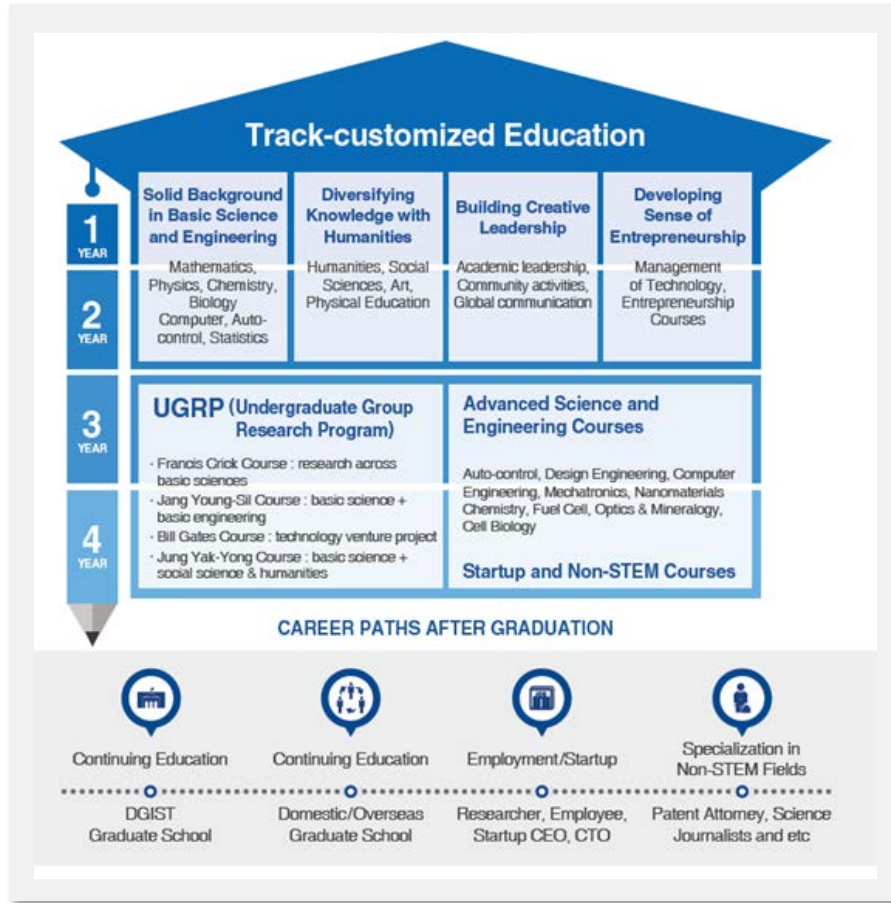 Track-customized Education
1
YEAR
2
YEAR
3
YEAR
4
YEAR
Solid Background
in Basic Science
and Engineering
Mathematics,
Physics, Chemistry,
Biology
Computer, Auto-
control, Statistics
Diversifying
Knowledge with
Humanities
Humanities, Social
Sciences, Art,
Physical Education
Building Creative
Leadership
Academic leadership,
Community activities,
Global communication
Developing
Sense of
Entrepreneurship
Management
of Technology,
Entrepreneurship
Courses
UGRP (Undergraduate Group
Research Program)
· Francis Crick Course : research across
basic sciences
· Jang Young-Sil Course : basic science +
basic engineering
· Bill Gates Course : technology venture project
· Jung Yak-Yong Course : basic science +
social science & humanities
Advanced Science and
Engineering Courses
Auto-control, Design Engineering, Computer
Engineering, Mechatronics, Nanomaterials
Chemistry, Fuel Cell, Optics & Mineralogy,
Cell Biology
Startup and Non-STEM Courses
CAREER PATHS AFTER GRADUATION
Continuing Education
DGIST
Graduate School
Continuing Education
Domestic/Overseas
Graduate School
Employment/Startup
Researcher, Employee,
Startup CEO, CTO
Specialization in
Non-STEM Fields
Patent Attorney, Science
Journalists and etc